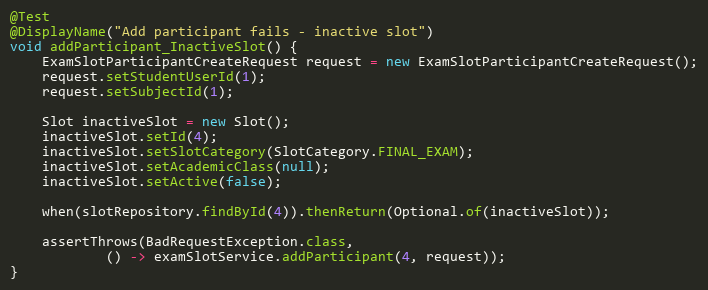 @Test
@DisplayName("Add participant fails - inactive slot")
void addParticipant_InactiveSlot() {
    ExamSlotParticipantCreateRequest request = new ExamSlotParticipantCreateRequest();
    request.setStudentUserId(1);
    request.setSubjectId(1);

    Slot inactiveSlot = new Slot();
    inactiveSlot.setId(4);
    inactiveSlot.setSlotCategory(SlotCategory.FINAL_EXAM);
    inactiveSlot.setAcademicClass(null);
    inactiveSlot.setActive(false);

    when(slotRepository.findById(4)).thenReturn(Optional.of(inactiveSlot));

    assertThrows(BadRequestException.class,
            () -> examSlotService.addParticipant(4, request));
}